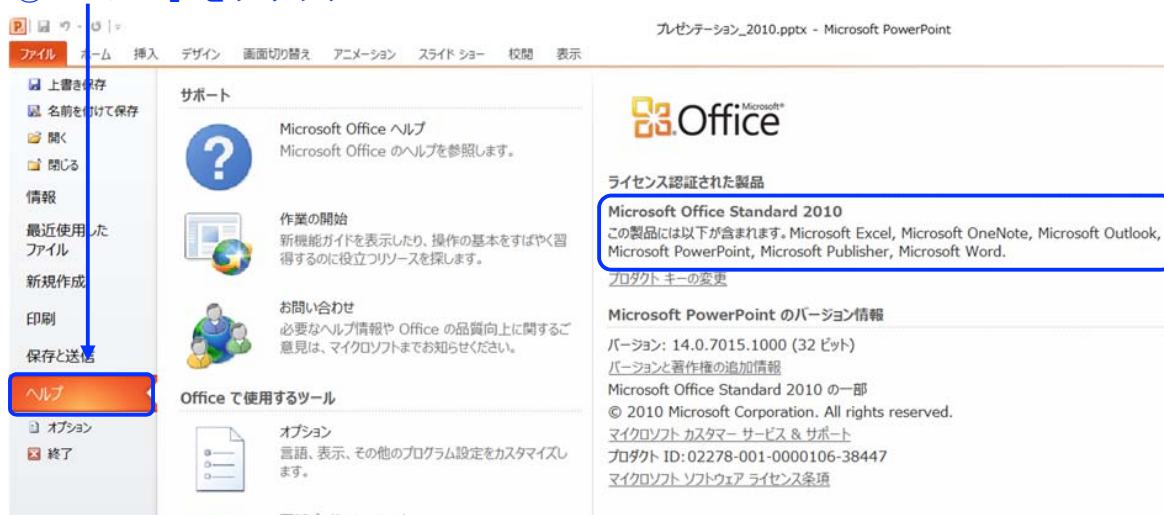 プレゼンテーション_2010.pptx - Microsoft PowerPoint
ファイル ホーム 挿入 デザイン 画面切り替え アニメーション スライド ショー 校閲 表示
上書き保存
名前を付けて保存
開く
閉じる
情報
最近使用した
ファイル
新規作成
印刷
保存と送信
ヘルプ
オプション
終了
サポート
Microsoft Office ヘルプ
Microsoft Office のヘルプを参照します。
作業の開始
新機能ガイドを表示したり、操作の基本をすばやく習
得するのに役立つリソースを探します。
お問い合わせ
必要なヘルプ情報や Office の品質向上に関するご
意見は、マイクロソフトまでお知らせください。
Office で使用するツール
オプション
言語、表示、その他のプログラム設定をカスタマイズし
ます。
Microsoft®
Office
ライセンス認証された製品
Microsoft Office Standard 2010
この製品には以下が含まれます。Microsoft Excel, Microsoft OneNote, Microsoft Outlook,
Microsoft PowerPoint, Microsoft Publisher, Microsoft Word.
プロダクト キーの変更
Microsoft PowerPoint のバージョン情報
バージョン: 14.0.7015.1000 (32 ビット)
バージョンと著作権の追加情報
Microsoft Office Standard 2010 の一部
© 2010 Microsoft Corporation. All rights reserved.
マイクロソフト カスタマー サービス & サポート
プロダクト ID: 02278-001-0000106-38447
マイクロソフト ソフトウェア ライセンス条項